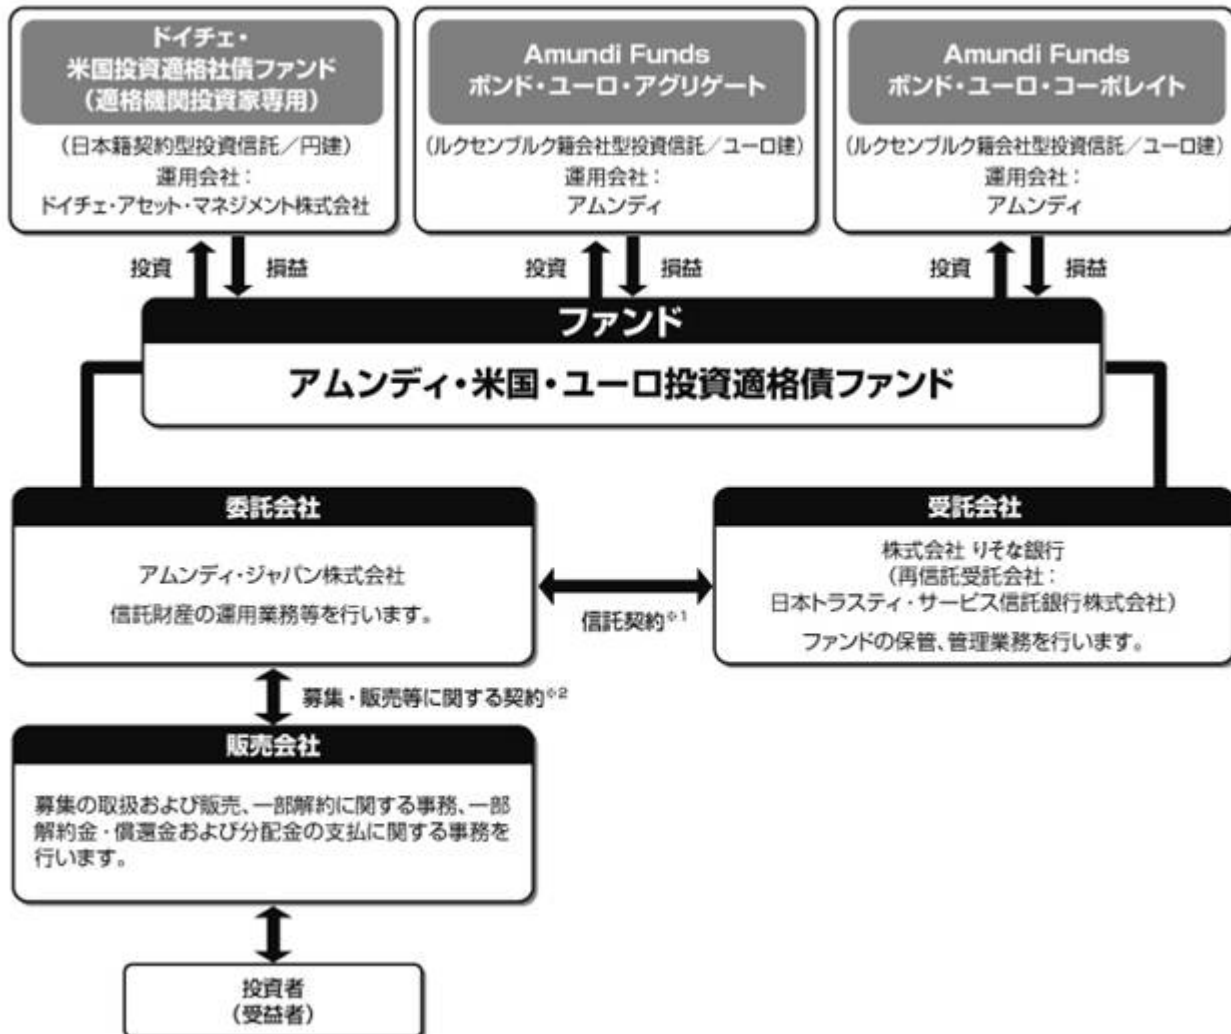 ドイチェ・
米国投資適格社債ファンド
(適格機関投資家専用)
(日本籍契約型投資信託/円建)
運用会社:
ドイチェ・アセット・マネジメント株式会社
Amundi Funds
ボンド・ユーロ・アグリゲート
(ルクセンブルク籍会社型投資信託/ユーロ建)
運用会社:
アムンディ
Amundi Funds
ボンド・ユーロ・コーポレイト
(ルクセンブルク籍会社型投資信託/ユーロ建)
運用会社:
アムンディ
投資 損益
投資 損益
投資 損益
ファンド
アムンディ・米国・ユーロ投資適格債ファンド
委託会社
アムンディ・ジャパン株式会社
信託財産の運用業務等を行います。
信託契約※1
受託会社
株式会社 りそな銀行
(再信託受託会社:
日本トラスティ・サービス信託銀行株式会社)
ファンドの保管、管理業務を行います。
募集・販売等に関する契約※2
販売会社
募集の取扱および販売、一部解約に関する事務、一部
解約金・償還金および分配金の支払に関する事務を
行います。
投資者
(受益者)